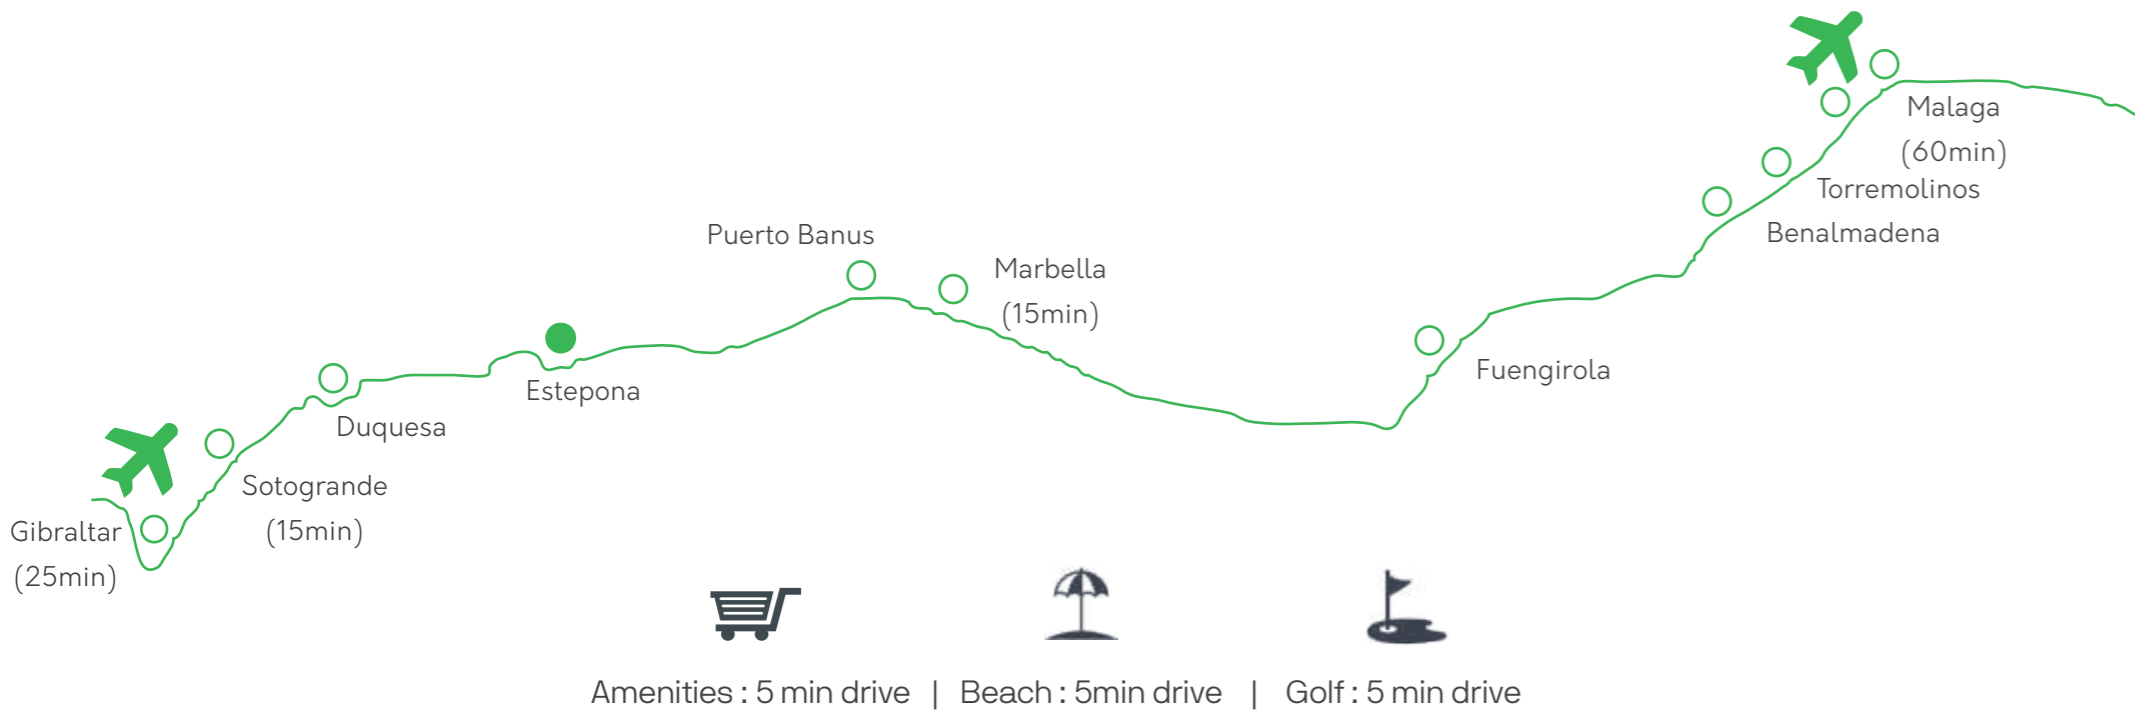 Malaga
(60min)
Torremolinos
Benalmadena
Puerto Banus
Marbella
(15min)
Fuengirola
Estepona
Duquesa
Sotogrande
(15min)
Gibraltar
(25min)
Amenities : 5 min drive | Beach : 5min drive | Golf : 5 min drive